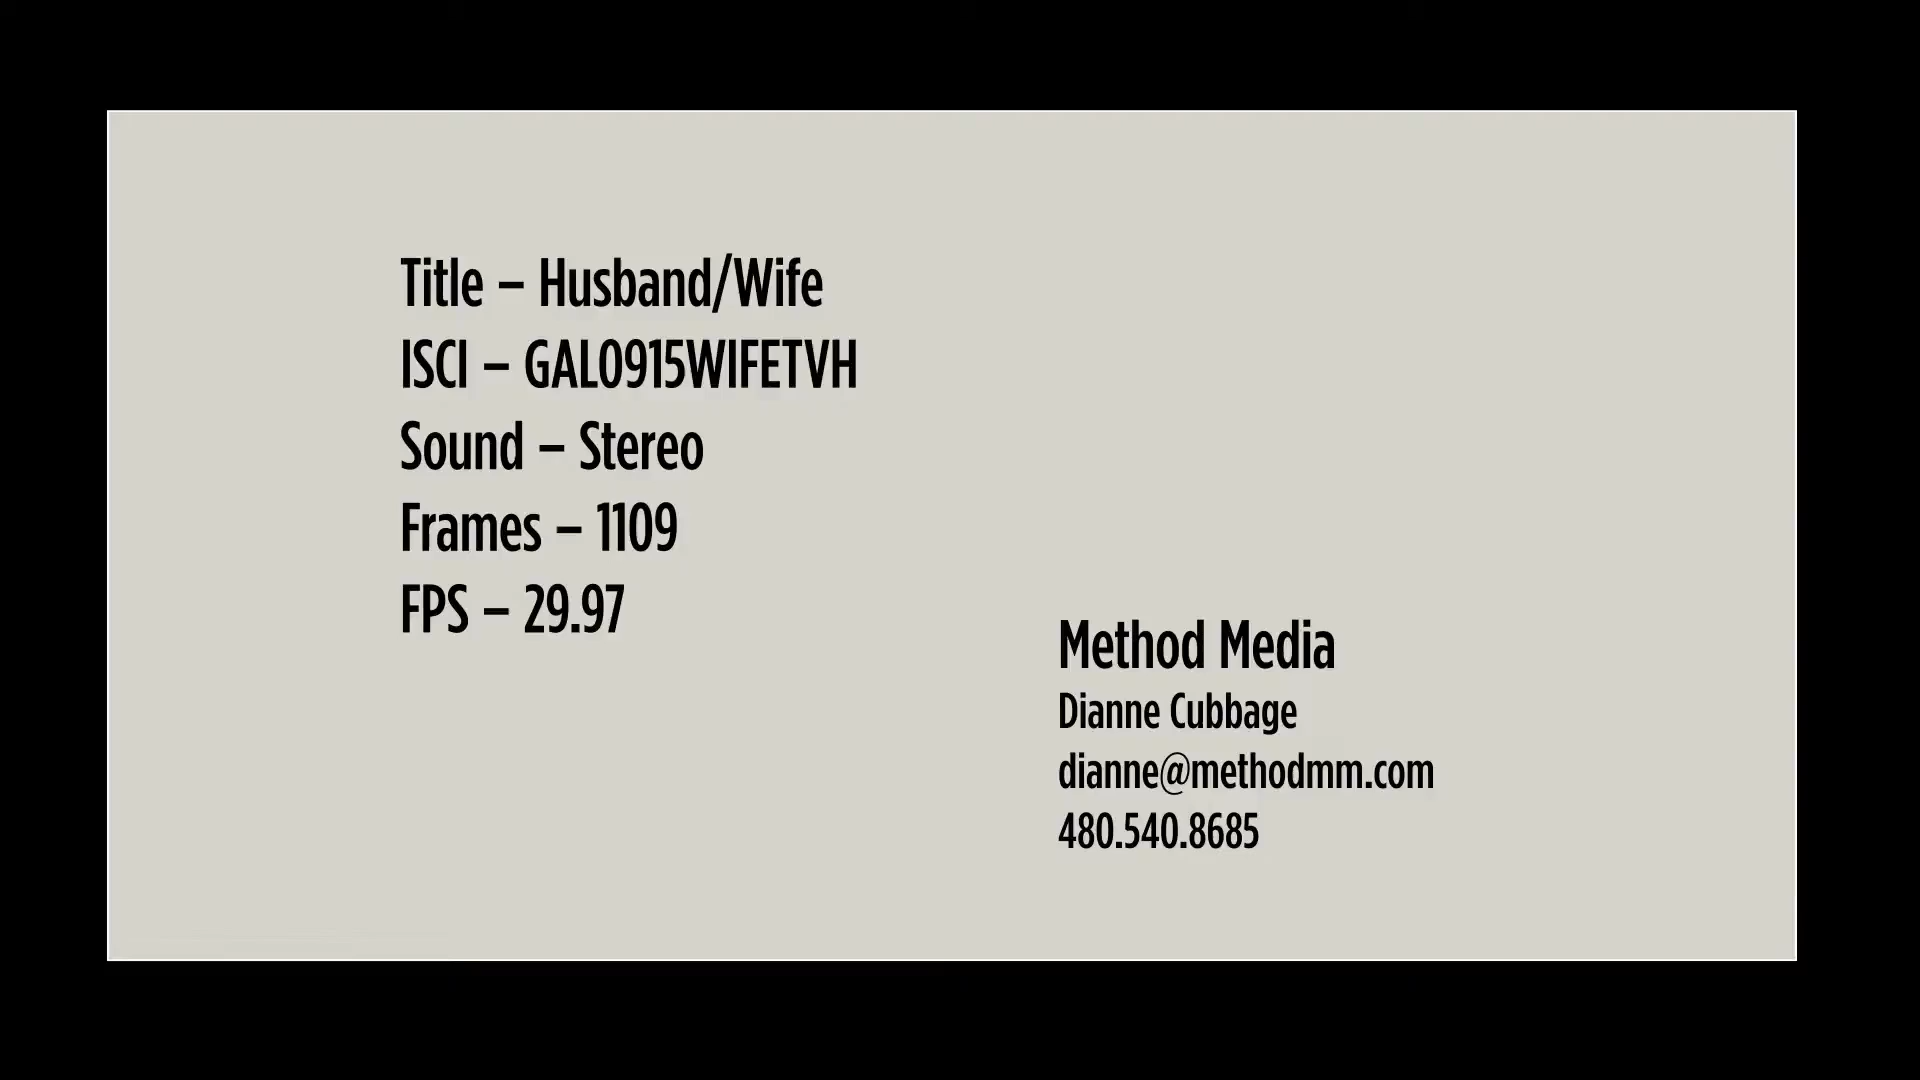 Title – Husband/Wife
ISCI – GAL0915WIFETVH
Sound – Stereo
Frames – 1109
FPS – 29.97
Method Media
Dianne Cubbage
dianne@methodmm.com
480.540.8685